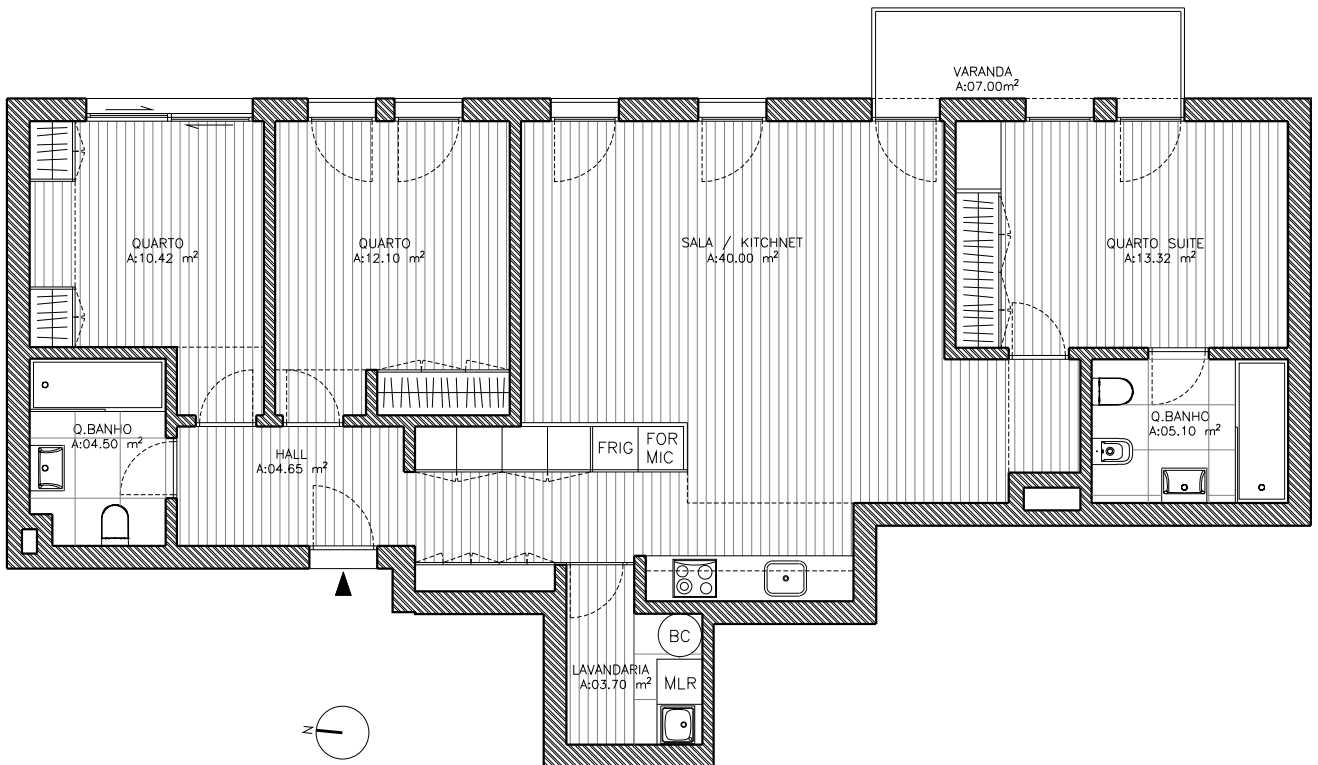 VARANDA
A:07.00m²
QUARTO
A:10.42 m²
QUARTO
A:12.10 m²
SALA / KITCHNET
A:40.00 m²
QUARTO SUITE
A:13.32 m²
Q.BANHO
A:04.50 m²
HALL
A:04.65 m²
FRIG
FOR
MIC
Q.BANHO
A:05.10 m²
BC
LAVANDARIA
A:03.70 m²
MLR
N